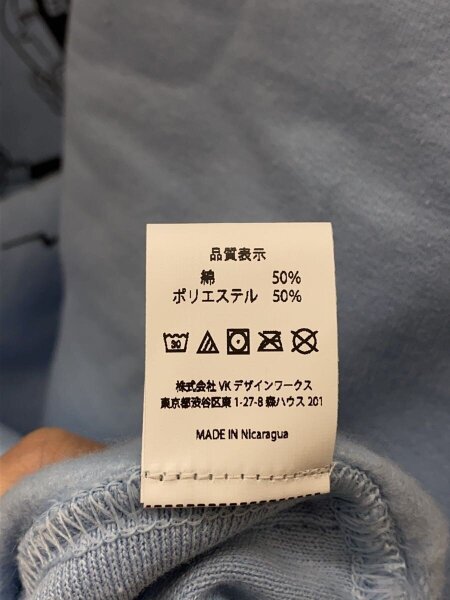 品質表示
綿 50%
ポリエステル 50%
30
株式会社 VK デザインワークス
東京都渋谷区東 1-27-8 森ハウス 201
MADE IN Nicaragua